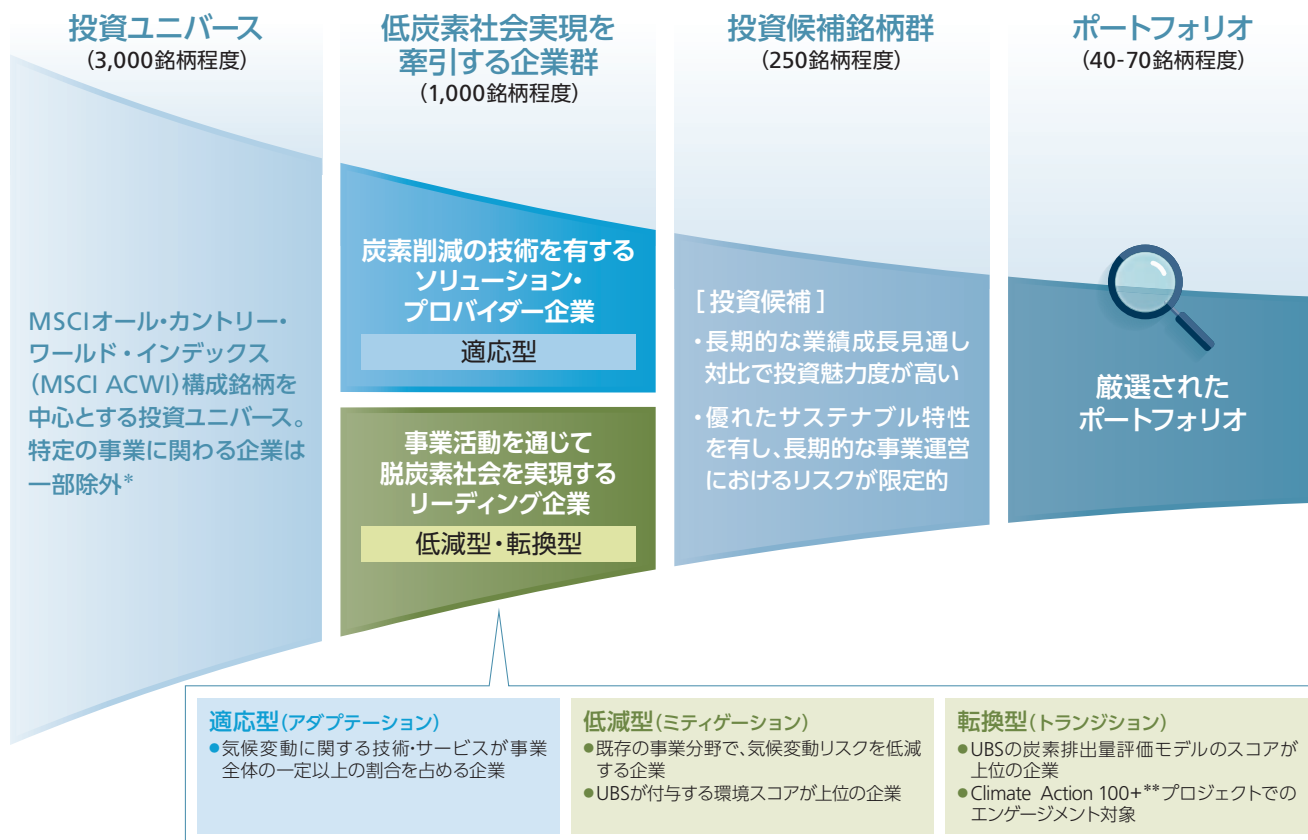 投資ユニバース
(3,000銘柄程度)
低炭素社会実現を
牽引する企業群
(1,000銘柄程度)
投資候補銘柄群
(250銘柄程度)
ポートフォリオ
(40-70銘柄程度)
MSCIオール・カントリー・
ワールド・インデックス
(MSCI ACWI)構成銘柄を
中心とする投資ユニバース。
特定の事業に関わる企業は
一部除外*
炭素削減の技術を有する
ソリューション・
プロバイダー企業
適応型
事業活動を通じて
脱炭素社会を実現する
リーディング企業
低減型・転換型
[投資候補]
・長期的な業績成長見通し
対比で投資魅力度が高い
・優れたサステナブル特性
を有し、長期的な事業運営
におけるリスクが限定的
厳選された
ポートフォリオ
適応型(アダプテーション)
●気候変動に関する技術・サービスが事業
全体の一定以上の割合を占める企業
低減型(ミティゲーション)
●既存の事業分野で、気候変動リスクを低減
する企業
●UBSが付与する環境スコアが上位の企業
転換型(トランジション)
●UBSの炭素排出量評価モデルのスコアが
上位の企業
●Climate Action 100+**プロジェクトでの
エンゲージメント対象